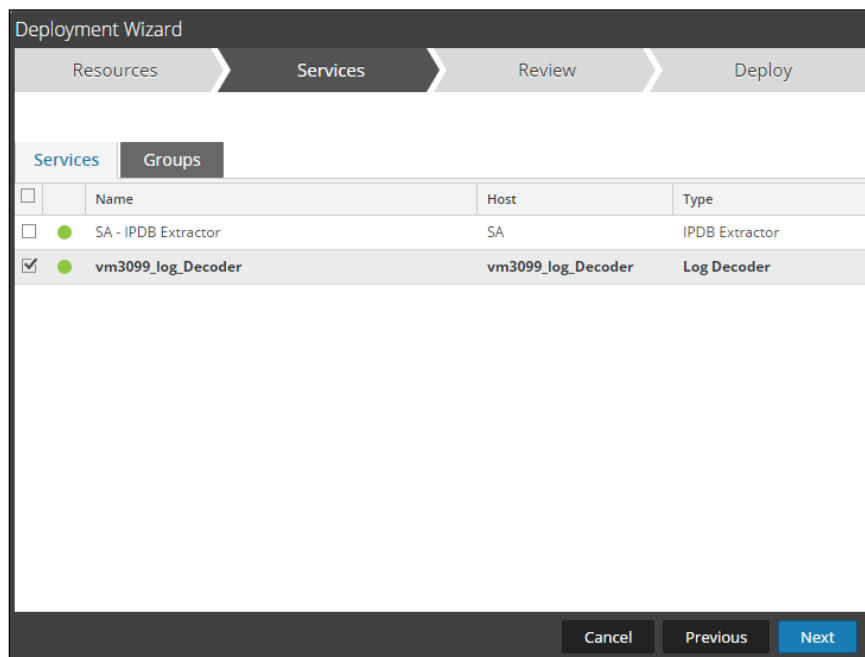 Deployment Wizard
Resources Services Review Deploy
Services Groups
Name Host Type
SA - IPDB Extractor SA IPDB Extractor
vm3099_log_Decoder vm3099_log_Decoder Log Decoder
Cancel Previous Next